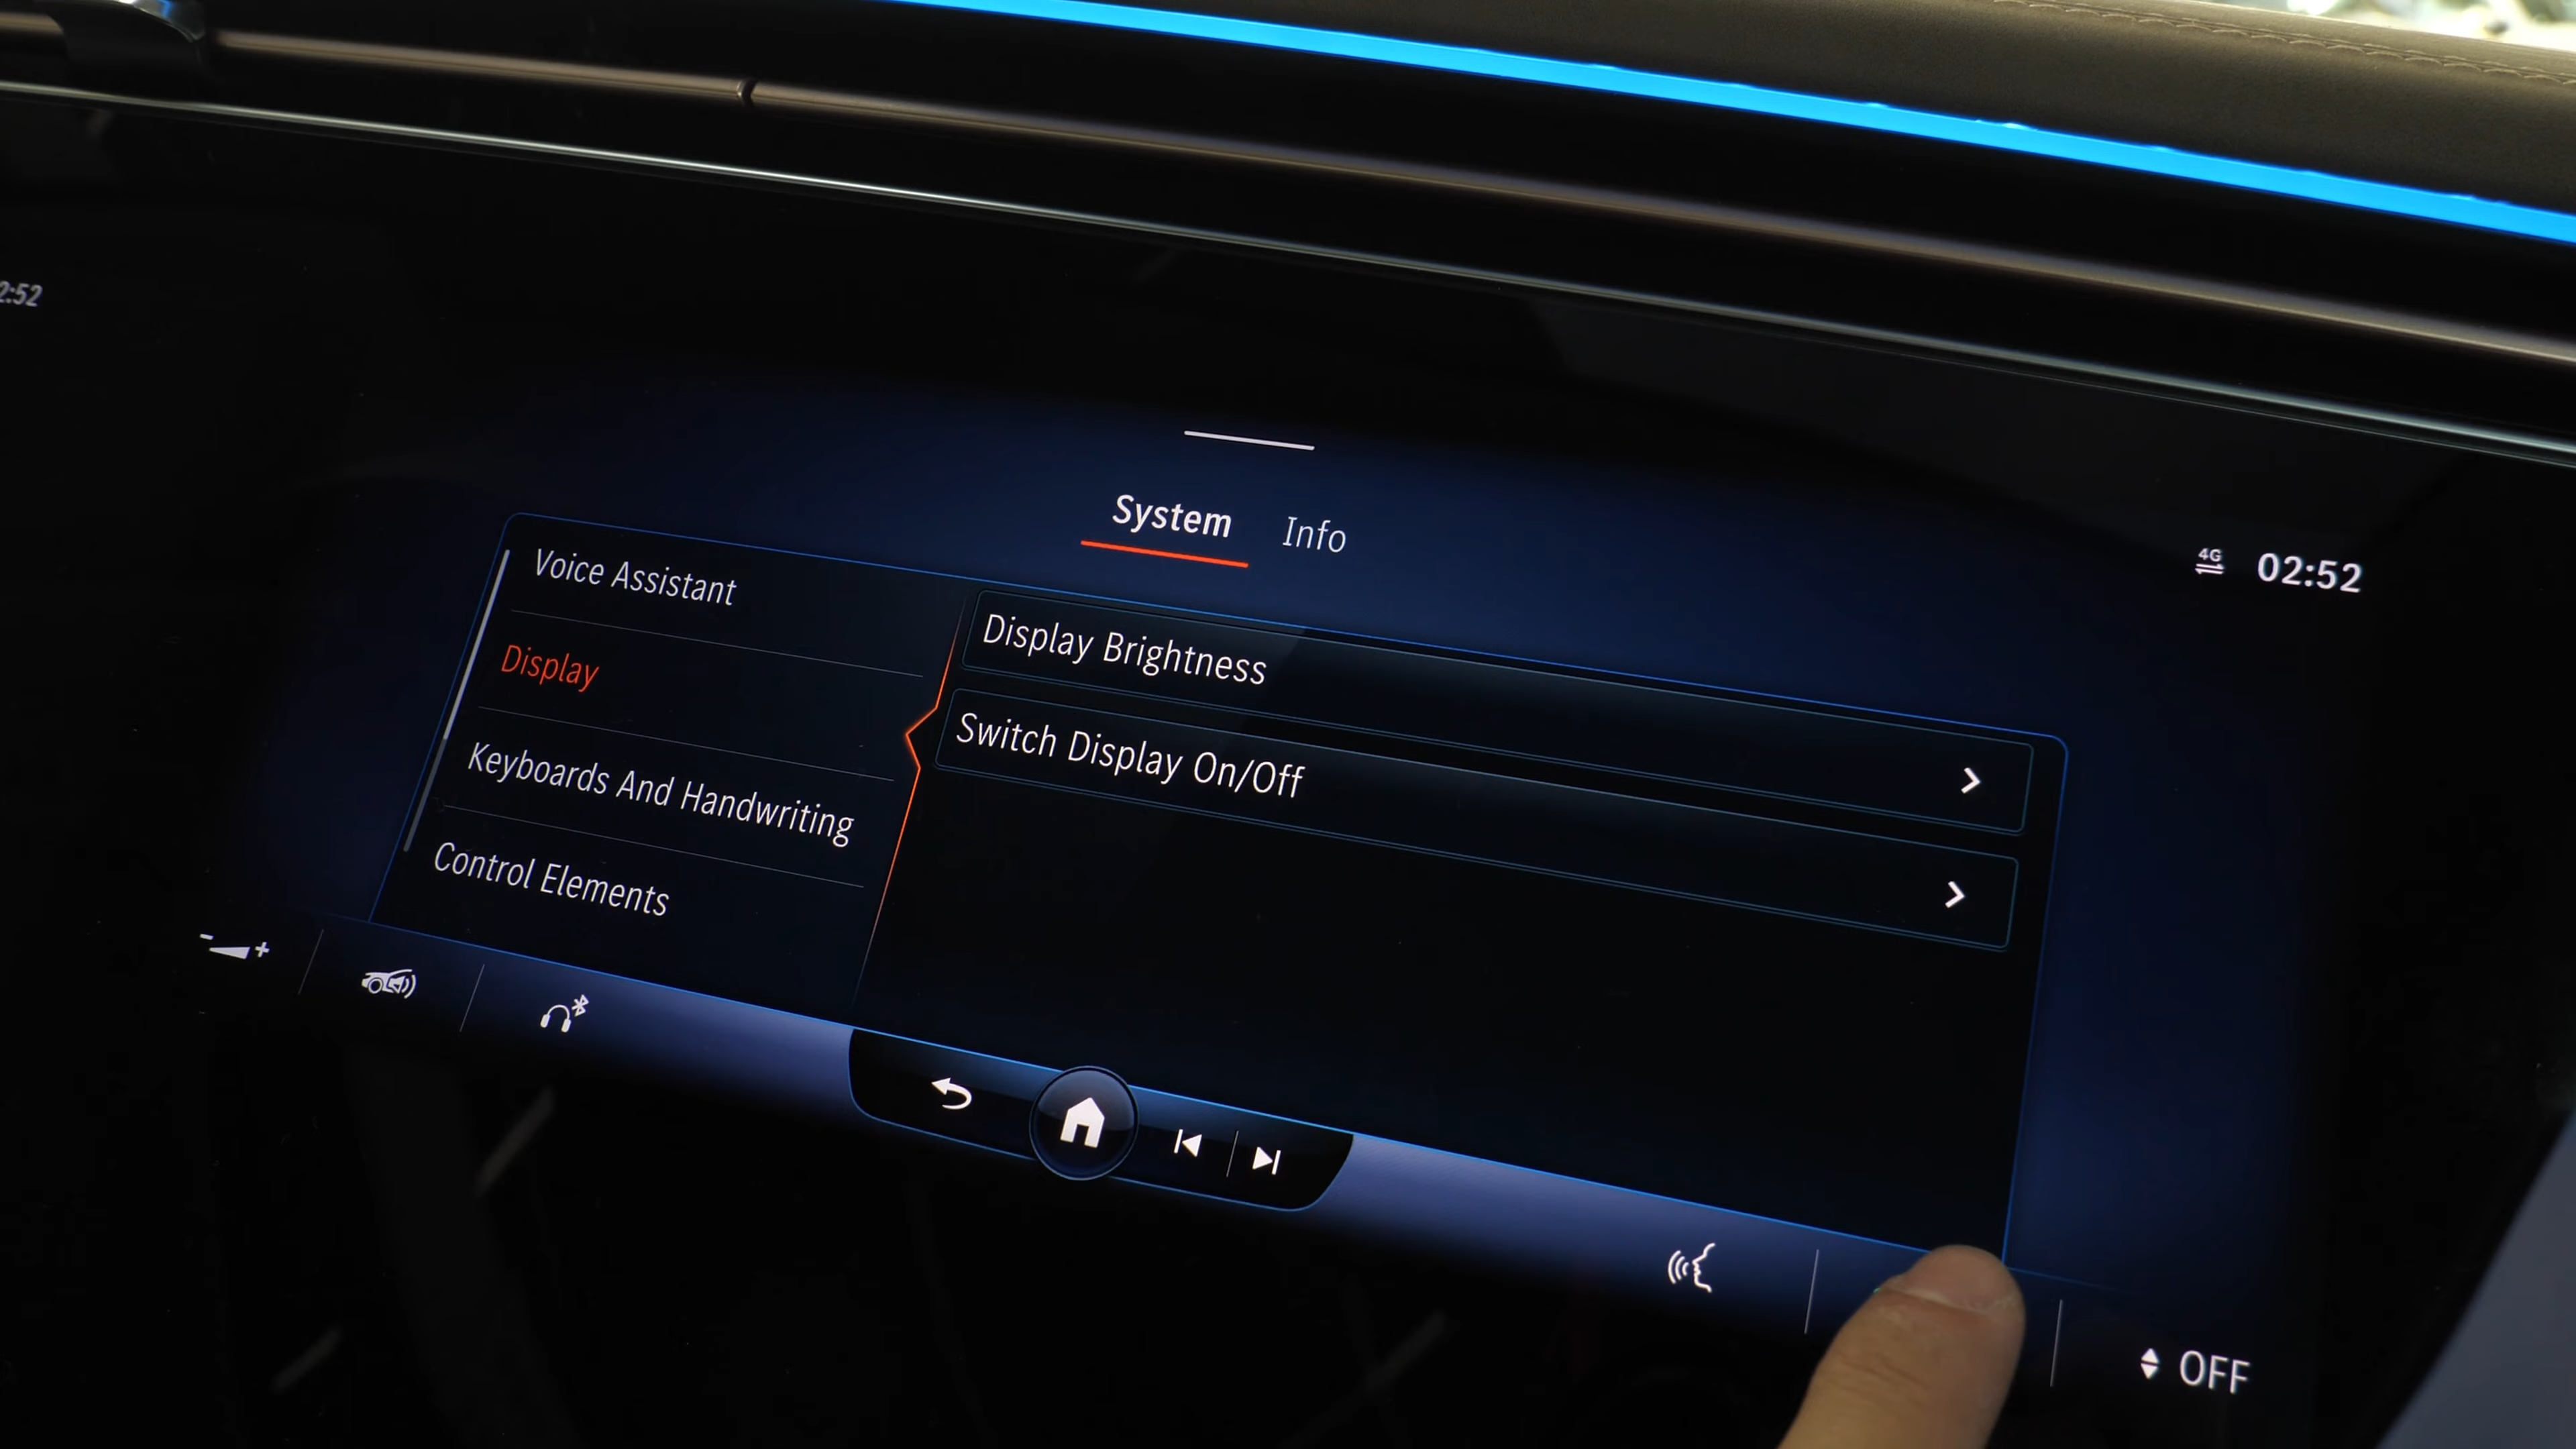 2:52
System Info
4G 02:52
Voice Assistant
Display
Keyboards And Handwriting
Control Elements
Display Brightness
Switch Display On/Off
OFF